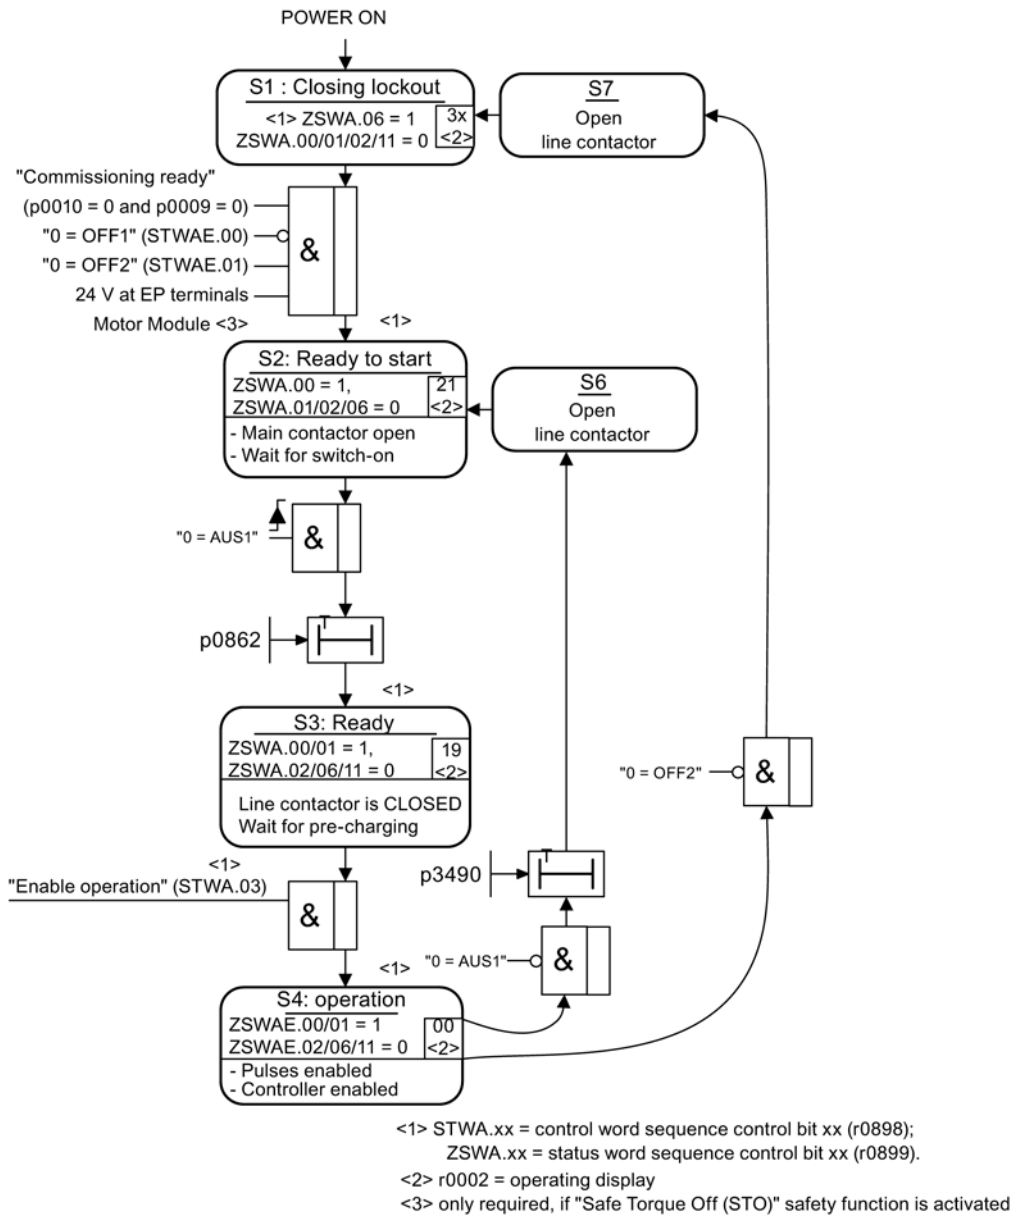 POWER ON
S1 : Closing lockout
<1> ZSWA.06 = 1
ZSWA.00/01/02/11 = 0
3x
<2>
S7
Open
line contactor
"Commissioning ready"
(p0010 = 0 and p0009 = 0)
"0 = OFF1" (STWAE.00)
"0 = OFF2" (STWAE.01)
24 V at EP terminals
Motor Module <3>
&
<1>
S2: Ready to start
ZSWA.00 = 1,
ZSWA.01/02/06 = 0
21
<2>
- Main contactor open
- Wait for switch-on
S6
Open
line contactor
"0 = AUS1"
&
p0862
T
<1>
S3: Ready
ZSWA.00/01 = 1,
ZSWA.02/06/11 = 0
19
<2>
Line contactor is CLOSED
Wait for pre-charging
"0 = OFF2"
&
<1>
"Enable operation" (STWA.03)
&
p3490
T
"0 = AUS1"
&
<1>
S4: operation
ZSWAE.00/01 = 1
ZSWAE.02/06/11 = 0
00
<2>
- Pulses enabled
- Controller enabled
<1> STWA.xx = control word sequence control bit xx (r0898);
ZSWA.xx = status word sequence control bit xx (r0899).
<2> r0002 = operating display
<3> only required, if "Safe Torque Off (STO)" safety function is activated